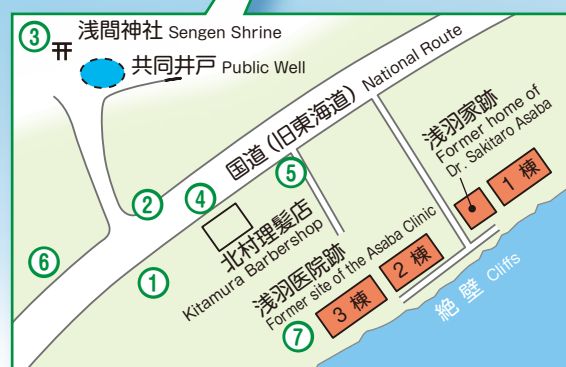 ③
浅間神社 Sengen Shrine
共同井戸 Public Well
国道(旧東海道) National Route
②
④
⑤
⑥
①
北村理髪店
Kitamura Barbershop
浅羽家跡
Former home of
Dr. Sakitaro Asaba
1 棟
浅羽医院跡
Former site of the Asaba Clinic
2 棟
3 棟
⑦
絶壁 Cliffs